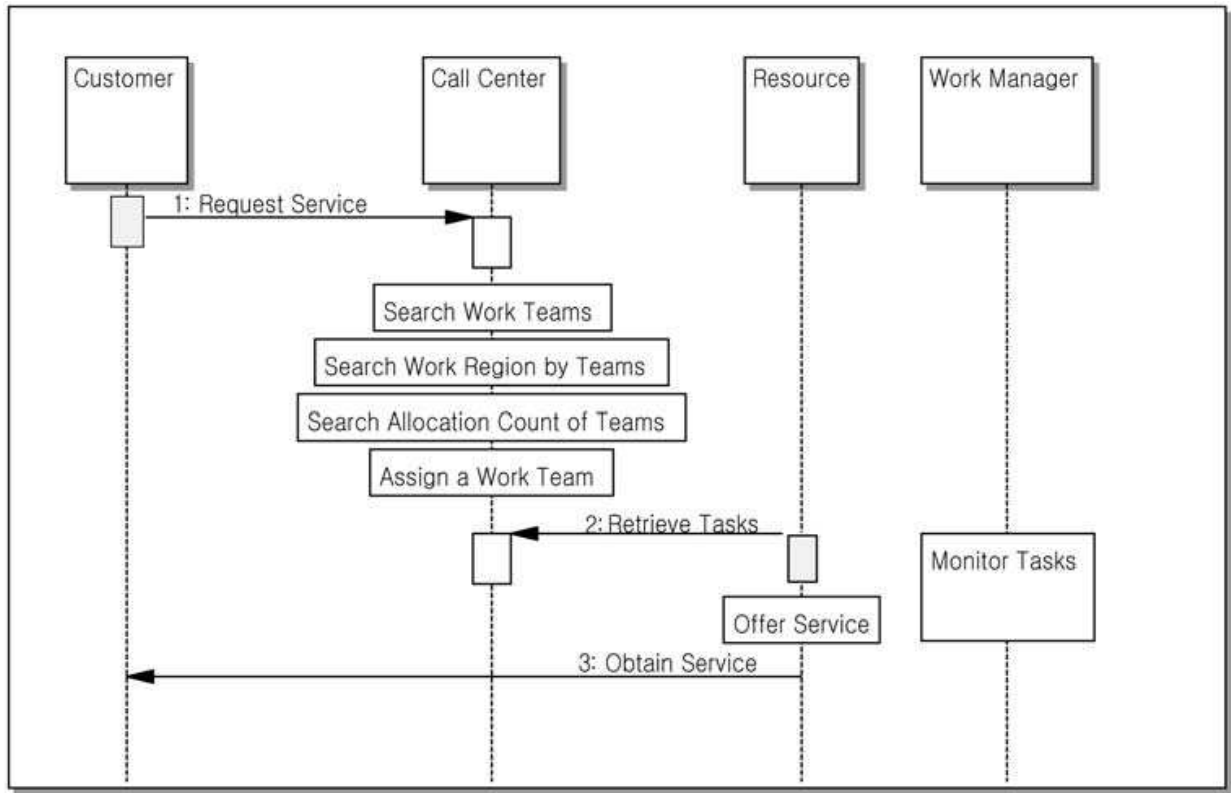 Customer
Call Center
Resource
Work Manager
1: Request Service
Search Work Teams
Search Work Region by Teams
Search Allocation Count of Teams
Assign a Work Team
2: Retrieve Tasks
Monitor Tasks
Offer Service
3: Obtain Service